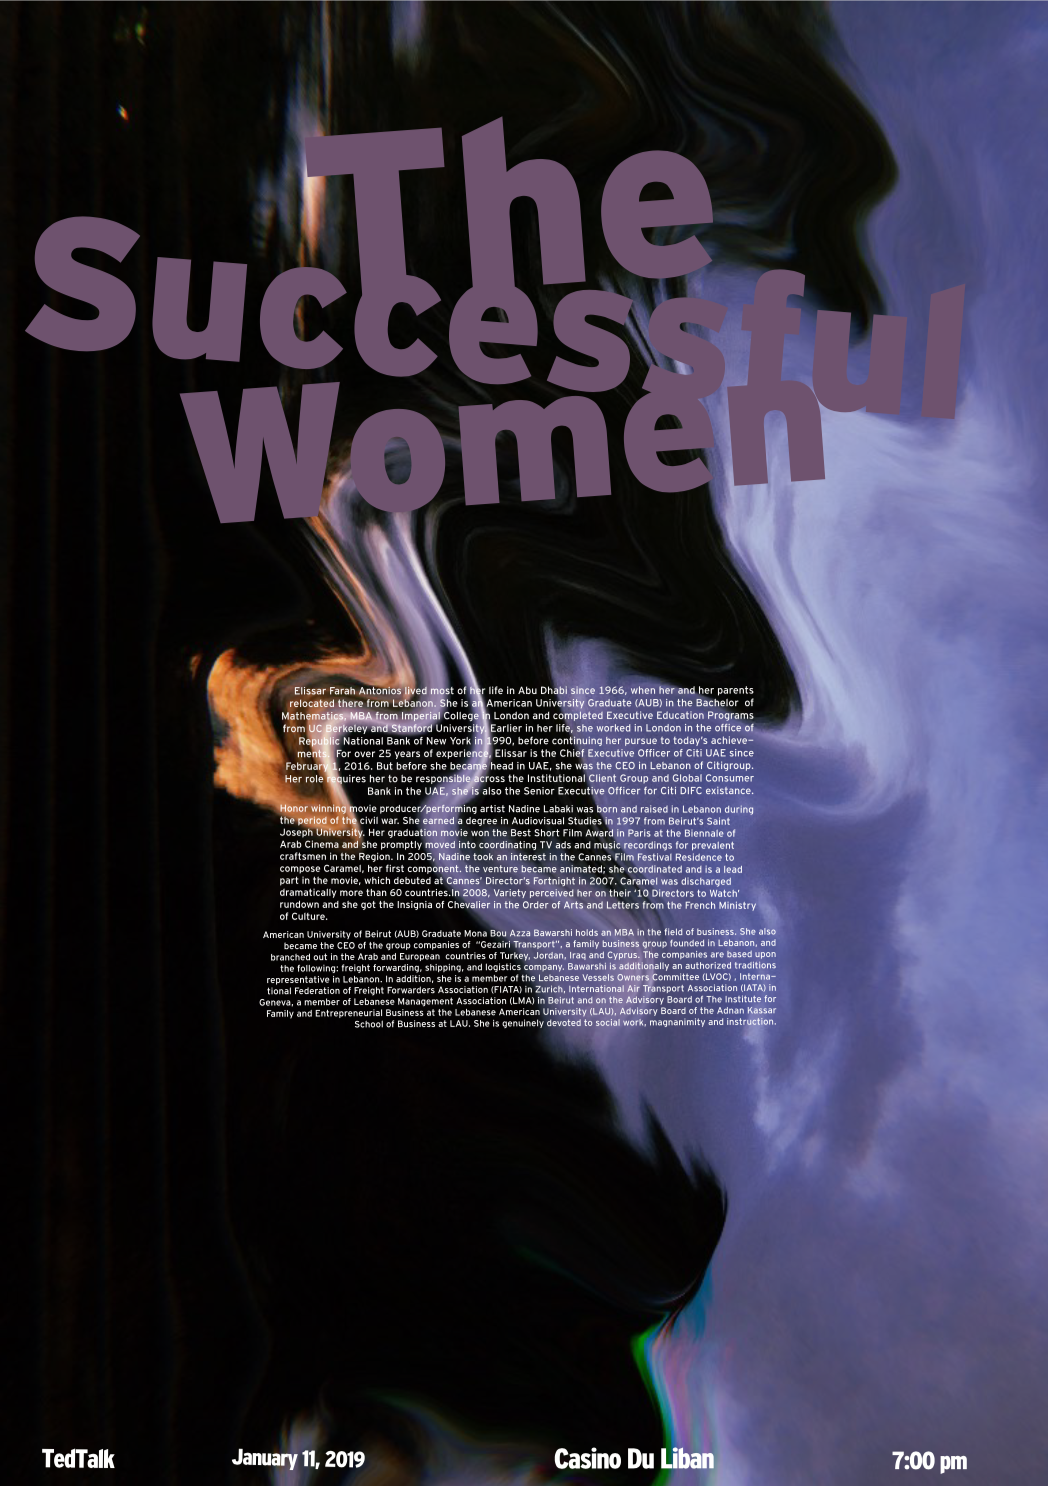 The
Successful
Women
Elissar Farah Antonios lived most of her life in Abu Dhabi since 1966, when her and her parents
relocated there from Lebanon. She is an American University Graduate (AUB) in the Bachelor of
Mathematics, MBA from Imperial College in London and completed Executive Education Programs
from UC Berkeley and Stanford University. Earlier in her life, she worked in London in the office of
Republic National Bank of New York in 1990, before continuing her pursue to today's achieve-
ments. For over 25 years of experience, Elissar is the Chief Executive Officer of Citi UAE since
February 1, 2016. But before she became head in UAE, she was the CEO in Lebanon of Citigroup.
Her role requires her to be responsible across the Institutional Client Group and Global Consumer
Bank in the UAE, she is also the Senior Executive Officer for Citi DIFC existance.
Honor winning movie producer/performing artist Nadine Labaki was born and raised in Lebanon during
the period of the civil war. She earned a degree in Audiovisual Studies in 1997 from Beirut's Saint
Joseph University. Her graduation movie won the Best Short Film Award in Paris at the Biennale of
Arab Cinema and she promptly moved into coordinating TV ads and music recordings for prevalent
craftsmen in the Region. In 2005, Nadine took an interest in the Cannes Film Festival Residence to
compose Caramel, her first component. the venture became animated; she coordinated and is a lead
part in the movie, which debuted at Cannes' Director's Fortnight in 2007. Caramel was discharged
dramatically more than 60 countries.In 2008, Variety perceived her on their '10 Directors to Watch'
rundown and she got the Insignia of Chevalier in the Order of Arts and Letters from the French Ministry
of Culture.
American University of Beirut (AUB) Graduate Mona Bou Azza Bawarshi holds an MBA in the field of business. She also
became the CEO of the group companies of "Gezairi Transport", a family business group founded in Lebanon, and
branched out in the Arab and European countries of Turkey, Jordan, Iraq and Cyprus. The companies are based upon
the following: freight forwarding, shipping, and logistics company. Bawarshi is additionally an authorized traditions
representative in Lebanon. In addition, she is a member of the Lebanese Vessels Owners Committee (LVOC) , Interna-
tional Federation of Freight Forwarders Association (FIATA) in Zurich, International Air Transport Association (IATA) in
Geneva, a member of Lebanese Management Association (LMA) in Beirut and on the Advisory Board of The Institute for
Family and Entrepreneurial Business at the Lebanese American University (LAU), Advisory Board of the Adnan Kassar
School of Business at LAU. She is genuinely devoted to social work, magnanimity and instruction.
TedTalk January 11, 2019 Casino Du Liban 7:00 pm